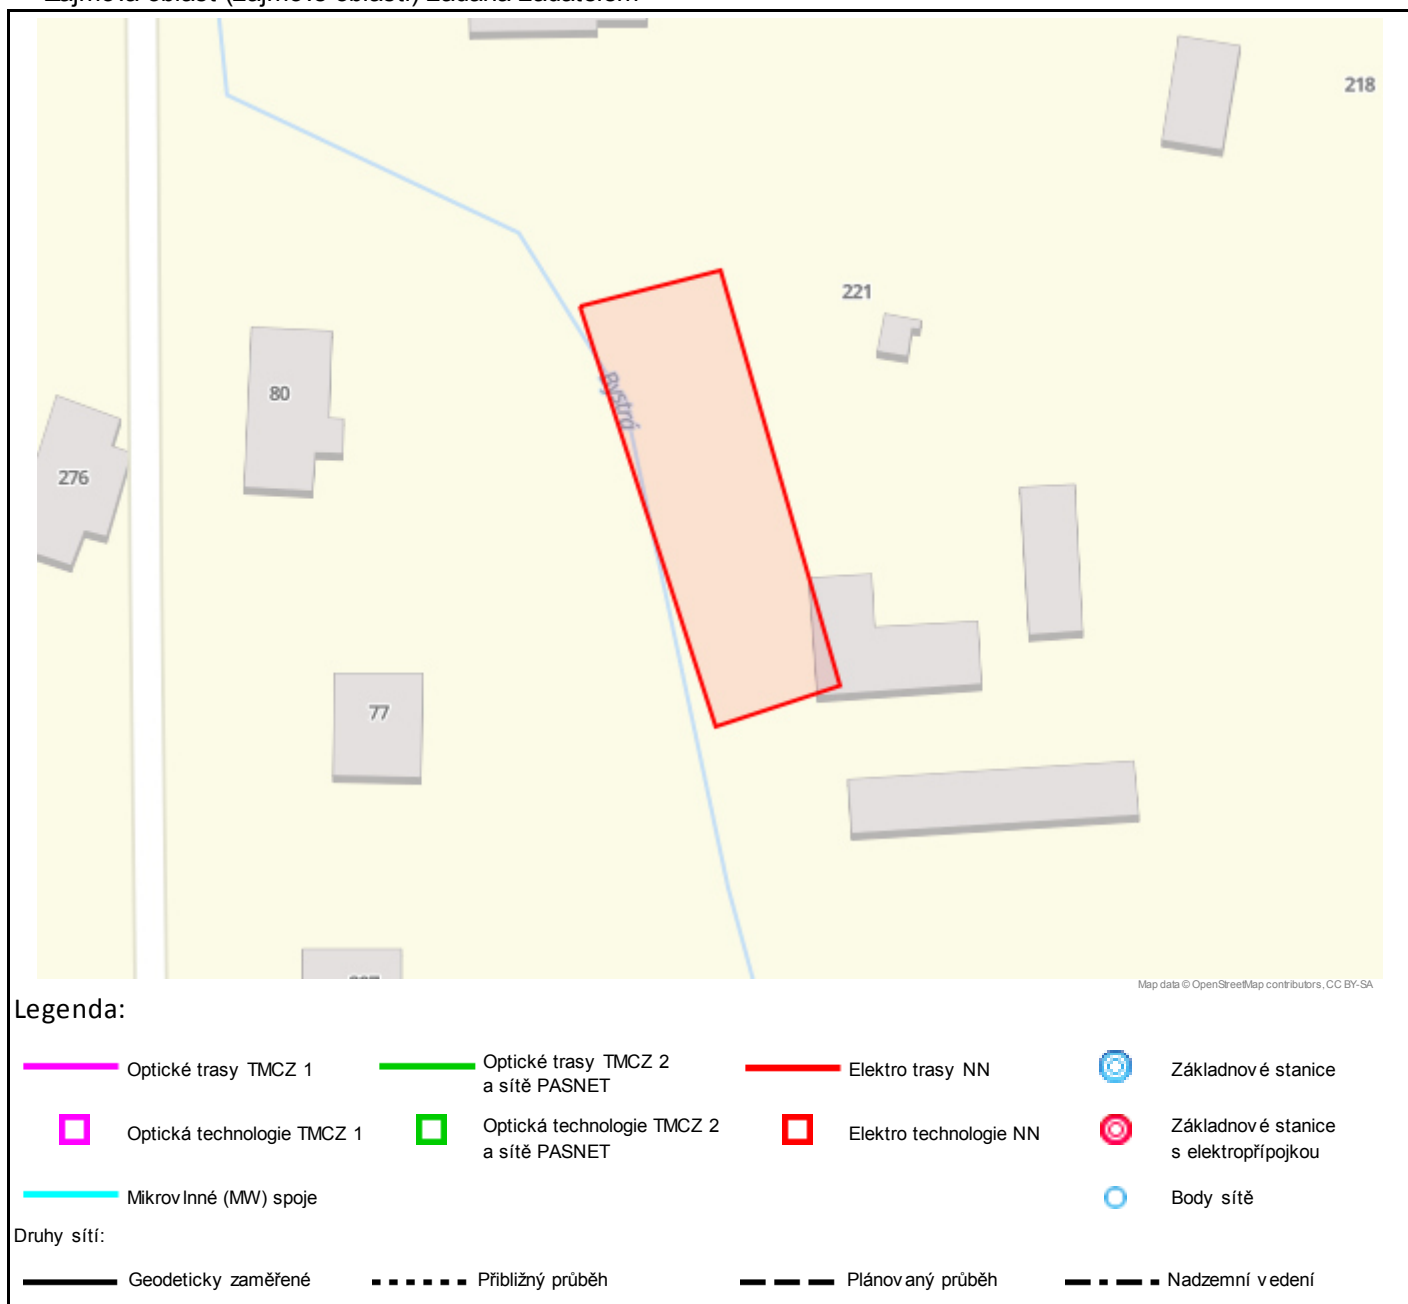 218
221
80
Bystrá
276
77
Map data © OpenStreetMap contributors, CC BY-SA
Legenda:
Optické trasy TMCZ 1
Optické trasy TMCZ 2
a sítě PASNET
Elektro trasy NN
Základnové stanice
Optická technologie TMCZ 1
Optická technologie TMCZ 2
a sítě PASNET
Elektro technologie NN
Základnové stanice
s elektropřípojkou
Mikrovlnné (MW) spoje
Body sítě
Druhy sítí:
Geodeticky zaměřené
Přibližný průběh
Plánovaný průběh
Nadzemní vedení